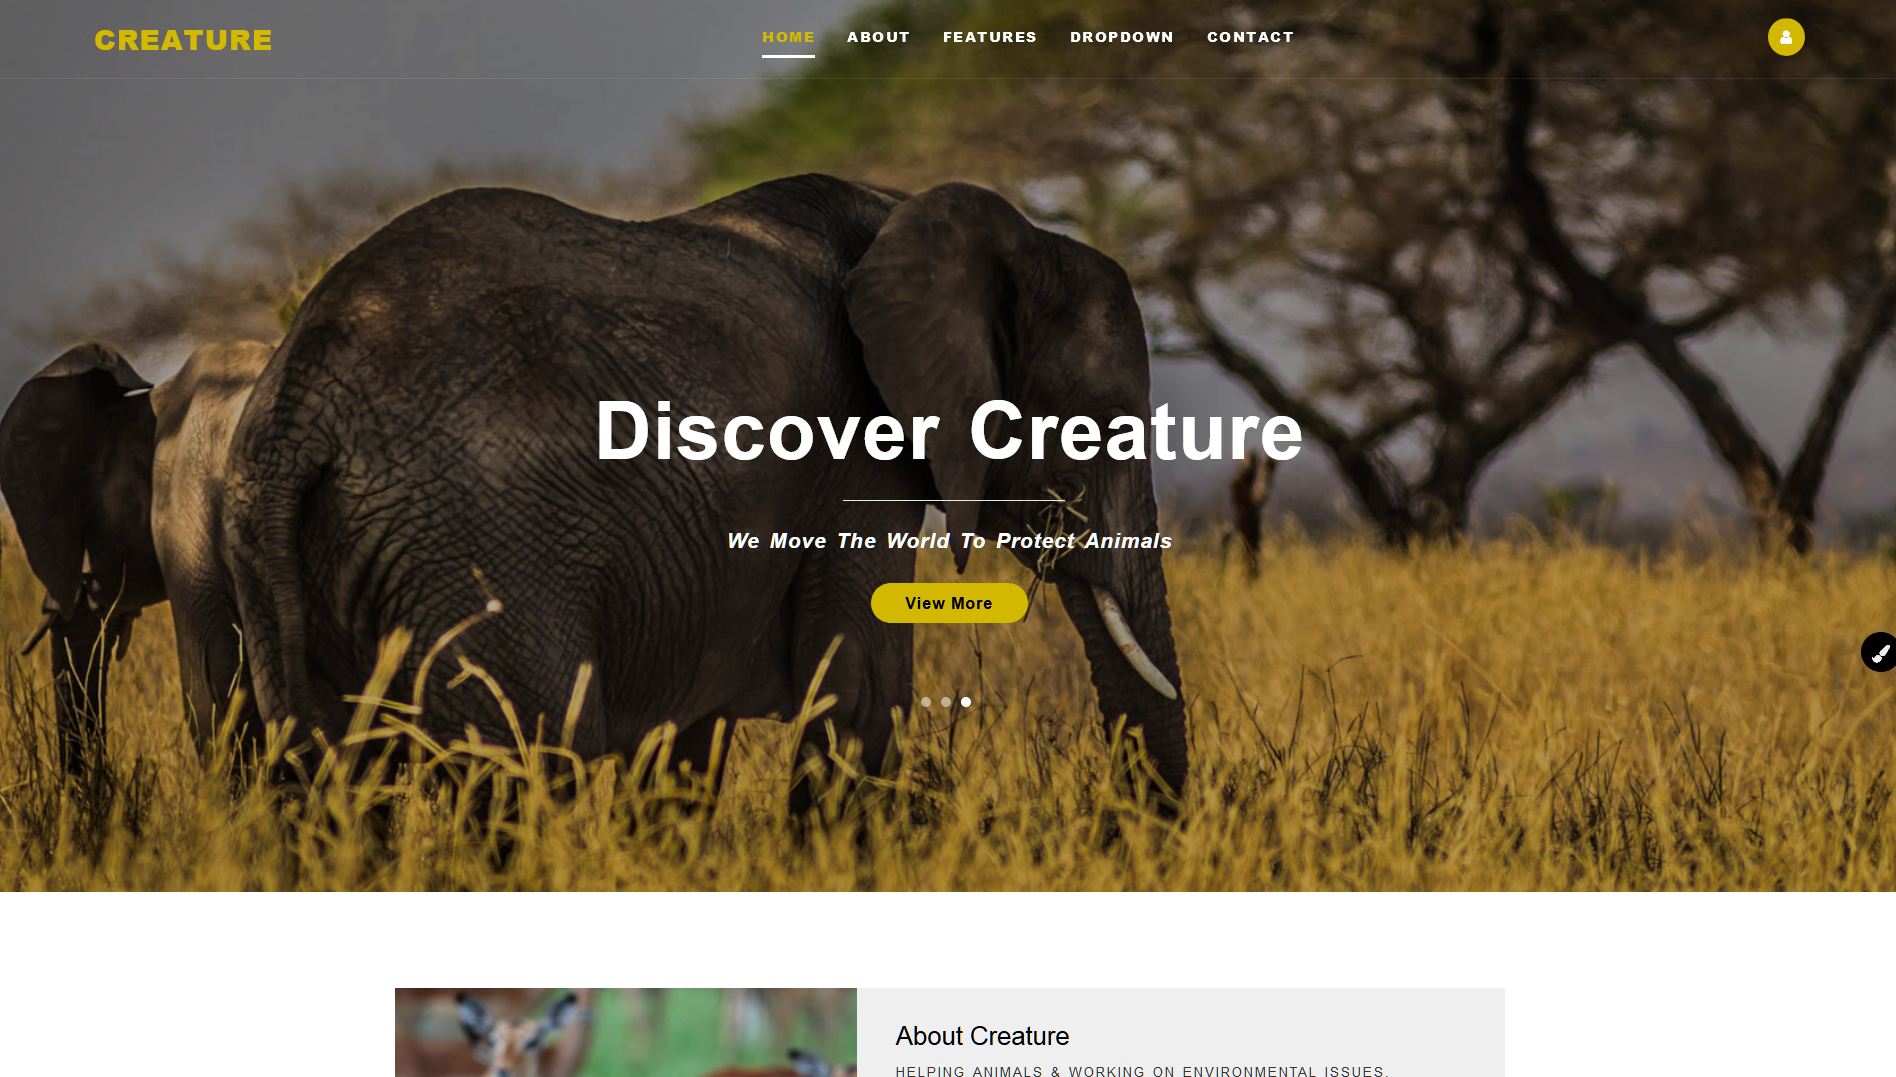 CREATURE
HOME ABOUT FEATURES DROPDOWN CONTACT
Discover Creature
We Move The World To Protect Animals
View More
About Creature
HELPING ANIMALS & WORKING ON ENVIRONMENTAL ISSUES.